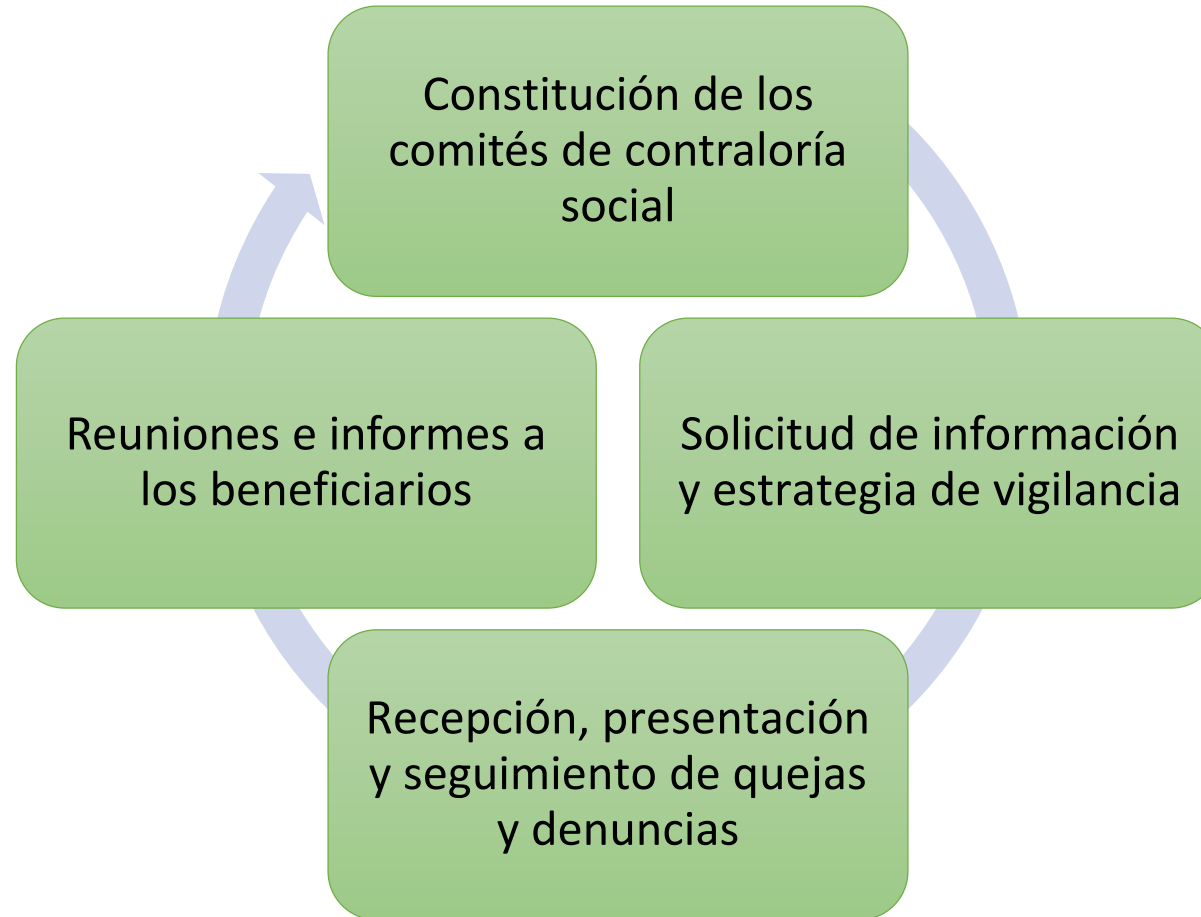 Constitución de los
comités de contraloría
social
Solicitud de información
y estrategia de vigilancia
Recepción, presentación
y seguimiento de quejas
y denuncias
Reuniones e informes a
los beneficiarios